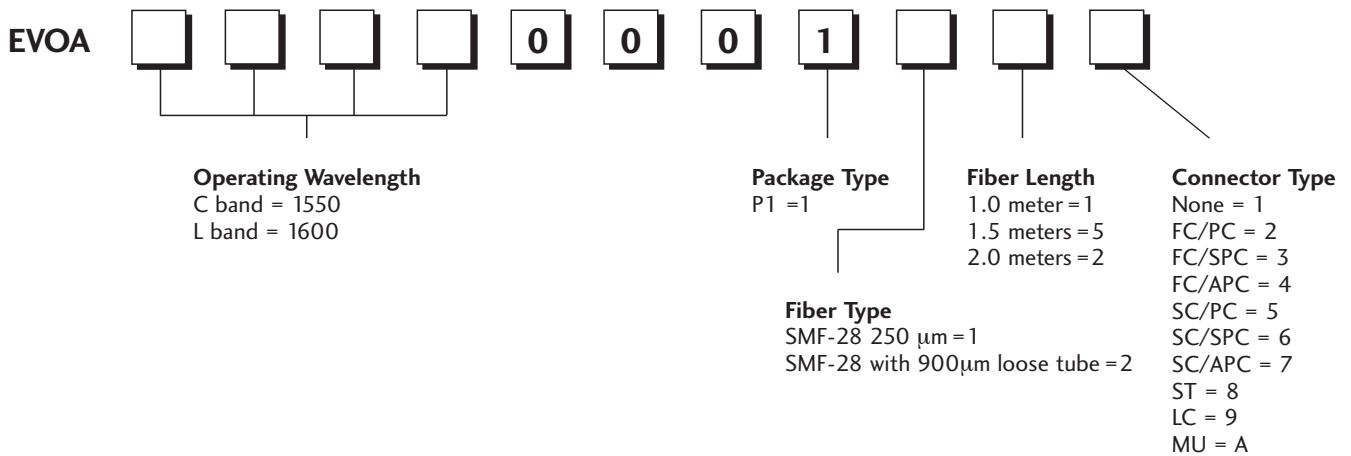 EVOA 0 0 0 1
Operating Wavelength
C band = 1550
L band = 1600
Package Type
P1 =1
Fiber Length
1.0 meter =1
1.5 meters =5
2.0 meters =2
Connector Type
None = 1
FC/PC = 2
FC/SPC = 3
FC/APC = 4
SC/PC = 5
SC/SPC = 6
SC/APC = 7
ST = 8
LC = 9
MU = A
Fiber Type
SMF-28 250 μm =1
SMF-28 with 900μm loose tube =2